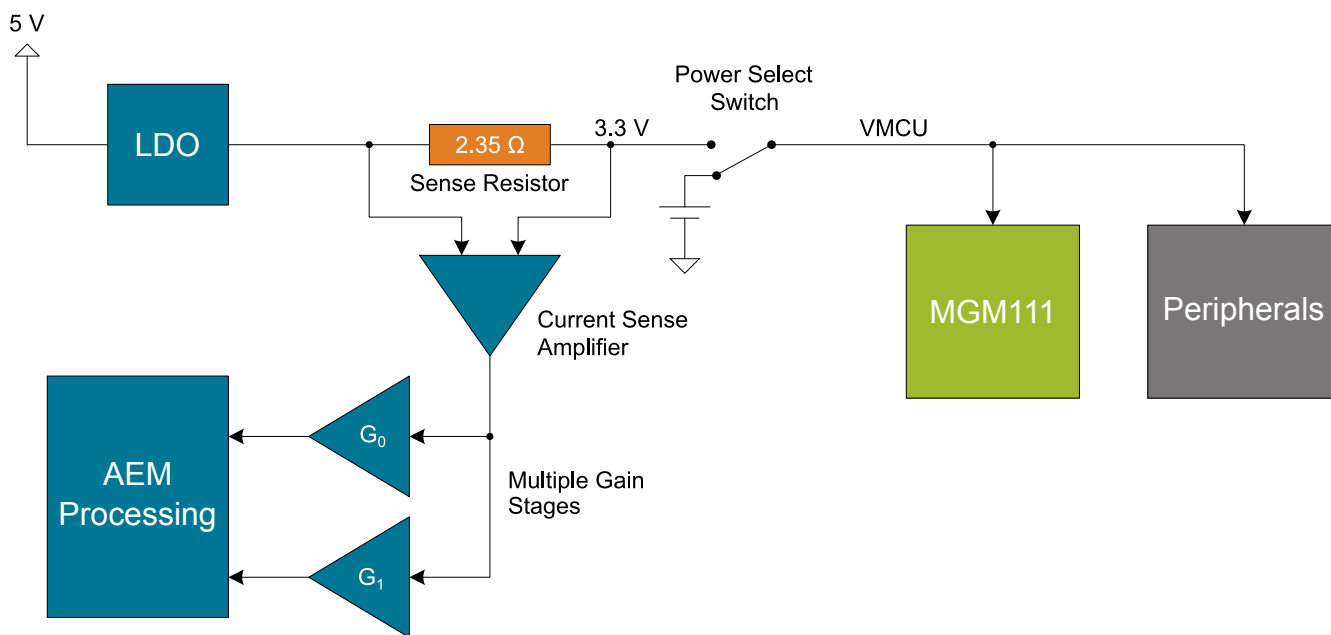 5 V
LDO
2.35 Ω
Sense Resistor
3.3 V
Power Select
Switch
VMCU
MGM111
Peripherals
Current Sense
Amplifier
AEM
Processing
G₀
Multiple Gain
Stages
G₁